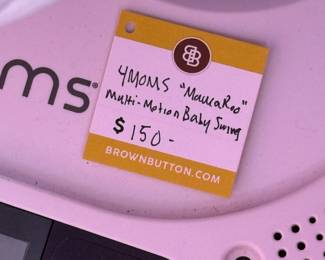 ms
4MOMS "MamaRoo"
Multi-Motion Baby Swing
$150-
BROWNBUTTON.COM